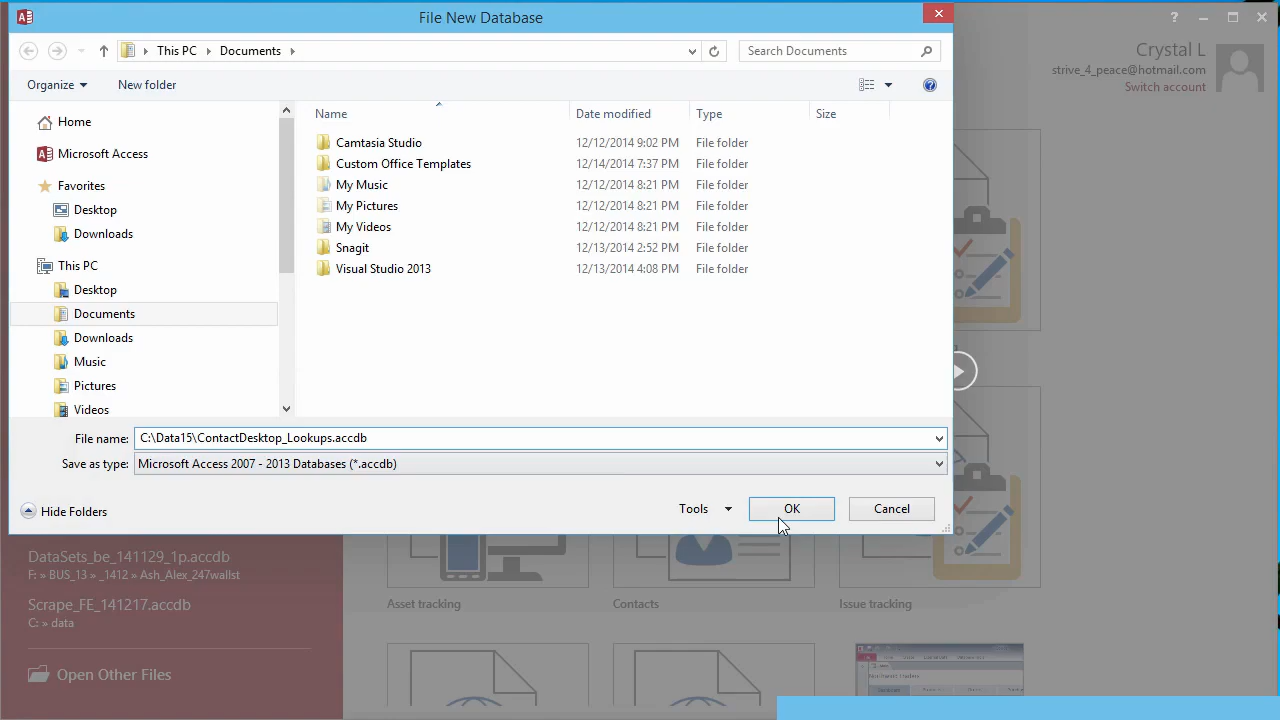 File New Database
This PC
Documents
Search Documents
Organize
New folder
Name
Date modified
Type
Size
Home
Microsoft Access
Favorites
Desktop
Downloads
This PC
Desktop
Documents
Downloads
Music
Pictures
Videos
Camtasia Studio 12/12/2014 9:02 PM File folder
Custom Office Templates 12/14/2014 7:37 PM File folder
My Music 12/12/2014 8:21 PM File folder
My Pictures 12/12/2014 8:21 PM File folder
My Videos 12/12/2014 8:21 PM File folder
Snagit 12/13/2014 2:52 PM File folder
Visual Studio 2013 12/13/2014 4:08 PM File folder
File name: C:\Data15\ContactDesktop_Lookups.accdb
Save as type: Microsoft Access 2007 - 2013 Databases (*.accdb)
Hide Folders
Tools
OK
Cancel
Crystal L
strive_4_peace@hotmail.com
Switch account
DataSets_be_141129_1p.accdb
F: » BUS_13 » _1412 » Ash_Alex_247wallst
Scrape_FE_141217.accdb
C: » data
Open Other Files
Asset tracking
Contacts
Issue tracking